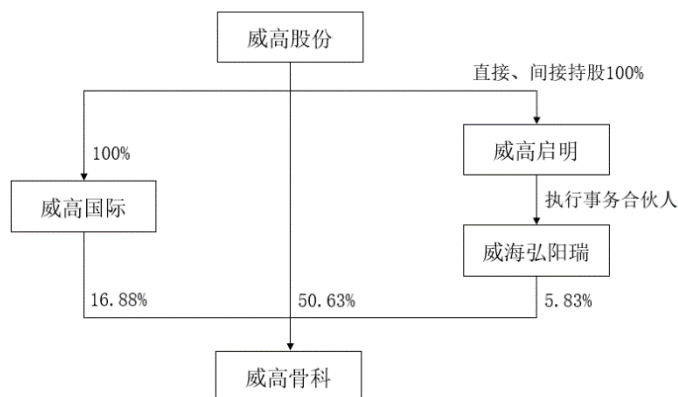 威高股份
直接、间接持股100%
100%
威高启明
威高国际
执行事务合伙人
威海弘阳瑞
16.88%
50.63%
5.83%
威高骨科